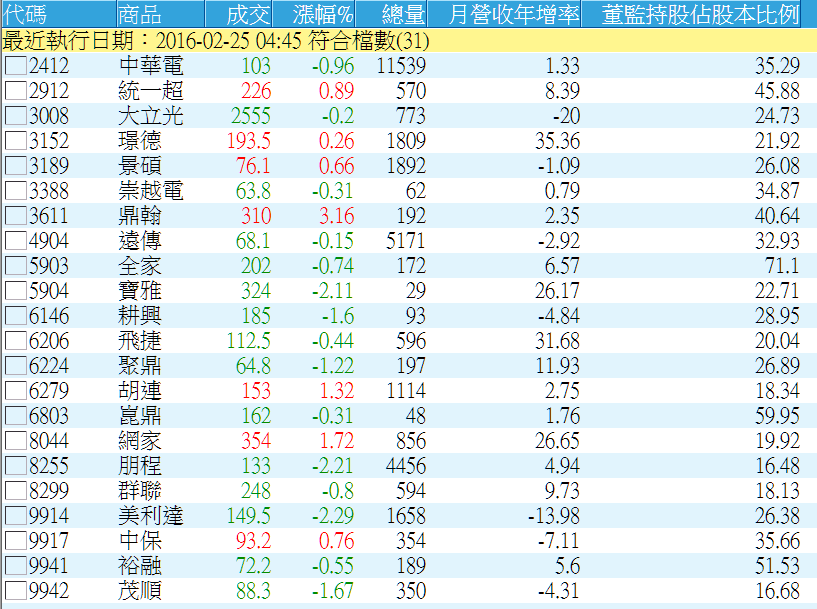 代碼 商品 成交 漲幅% 總量 月營收年增率 董監持股佔股本比例
最近執行日期：2016-02-25 04:45 符合檔數(31)
2412 中華電 103 -0.96 11539 1.33 35.29
2912 統一超 226 0.89 570 8.39 45.88
3008 大立光 2555 -0.2 773 -20 24.73
3152 璟德 193.5 0.26 1809 35.36 21.92
3189 景碩 76.1 0.66 1892 -1.09 26.08
3388 崇越電 63.8 -0.31 62 0.79 34.87
3611 鼎翰 310 3.16 192 2.35 40.64
4904 遠傳 68.1 -0.15 5171 -2.92 32.93
5903 全家 202 -0.74 172 6.57 71.1
5904 寶雅 324 -2.11 29 26.17 22.71
6146 耕興 185 -1.6 93 -4.84 28.95
6206 飛捷 112.5 -0.44 596 31.68 20.04
6224 聚鼎 64.8 -1.22 197 11.93 26.89
6279 胡連 153 1.32 1114 2.75 18.34
6803 崑鼎 162 -0.31 48 1.76 59.95
8044 網家 354 1.72 856 26.65 19.92
8255 朋程 133 -2.21 4456 4.94 16.48
8299 群聯 248 -0.8 594 9.73 18.13
9914 美利達 149.5 -2.29 1658 -13.98 26.38
9917 中保 93.2 0.76 354 -7.11 35.66
9941 裕融 72.2 -0.55 189 5.6 51.53
9942 茂順 88.3 -1.67 350 -4.31 16.68